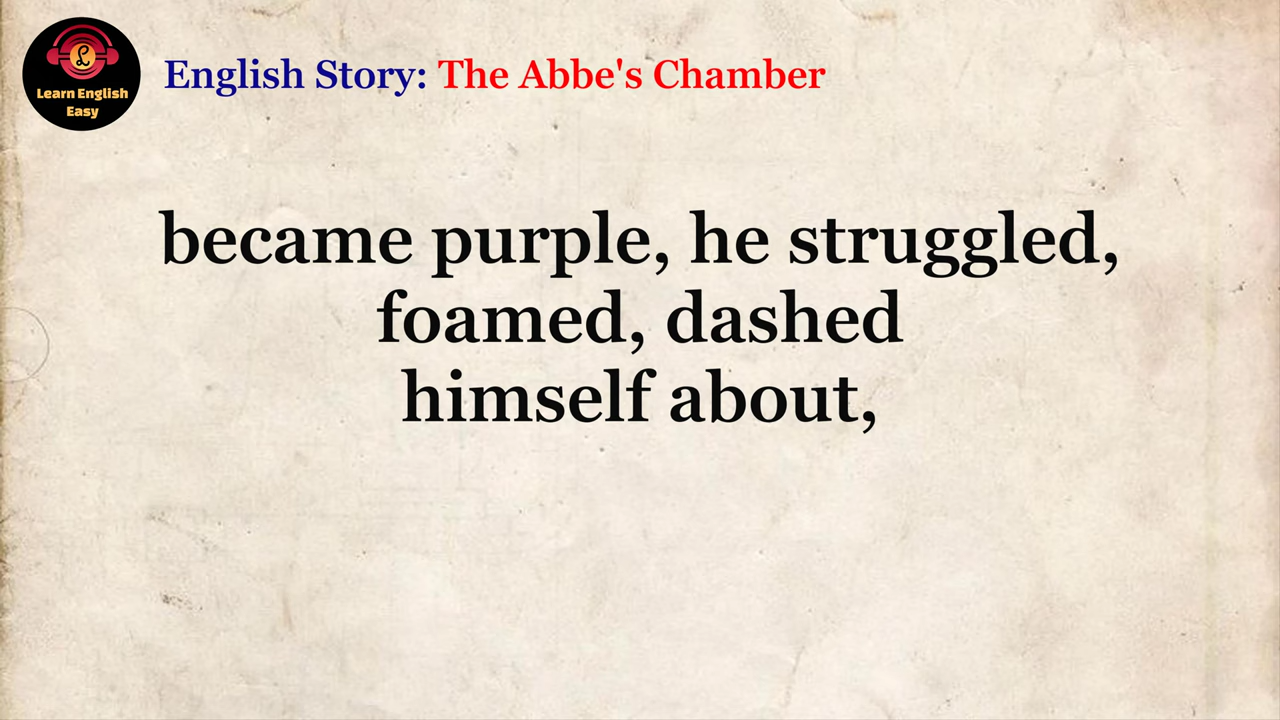 Learn English
Easy
English Story: The Abbe's Chamber
became purple, he struggled,
foamed, dashed
himself about,